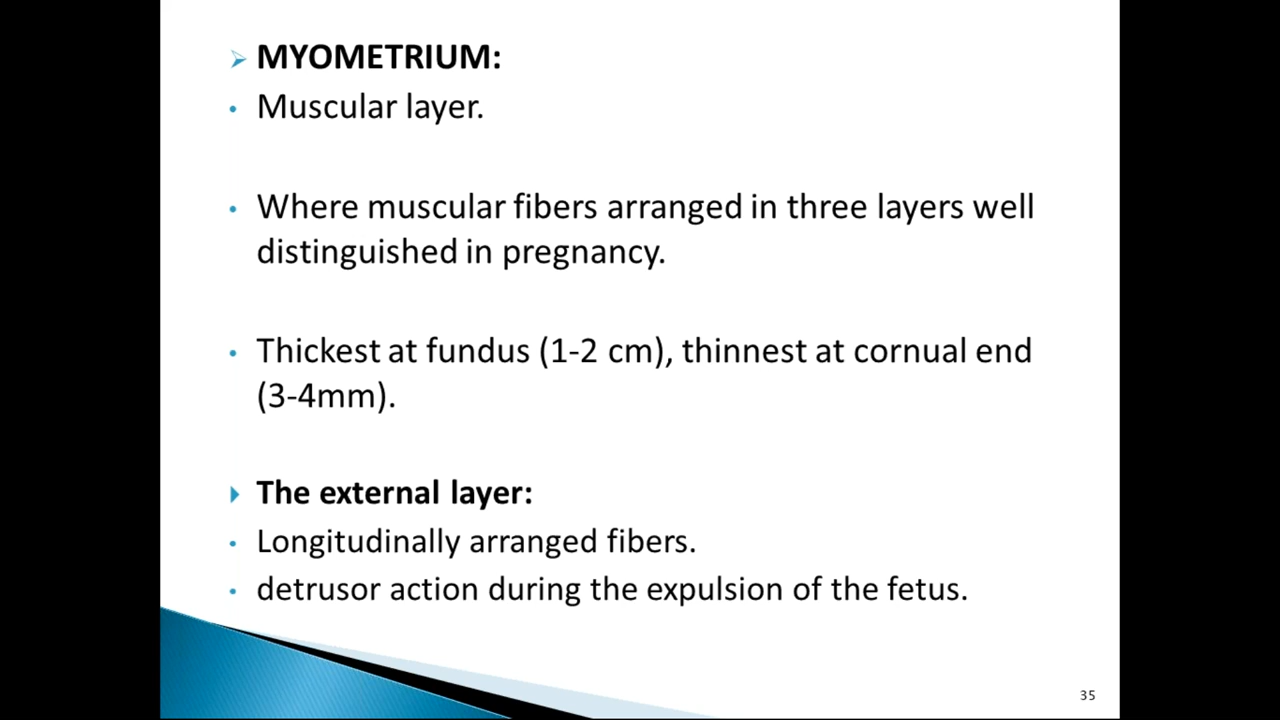 MYOMETRIUM:
Muscular layer.
Where muscular fibers arranged in three layers well
distinguished in pregnancy.
Thickest at fundus (1-2 cm), thinnest at cornual end
(3-4mm).
The external layer:
Longitudinally arranged fibers.
detrusor action during the expulsion of the fetus.
35